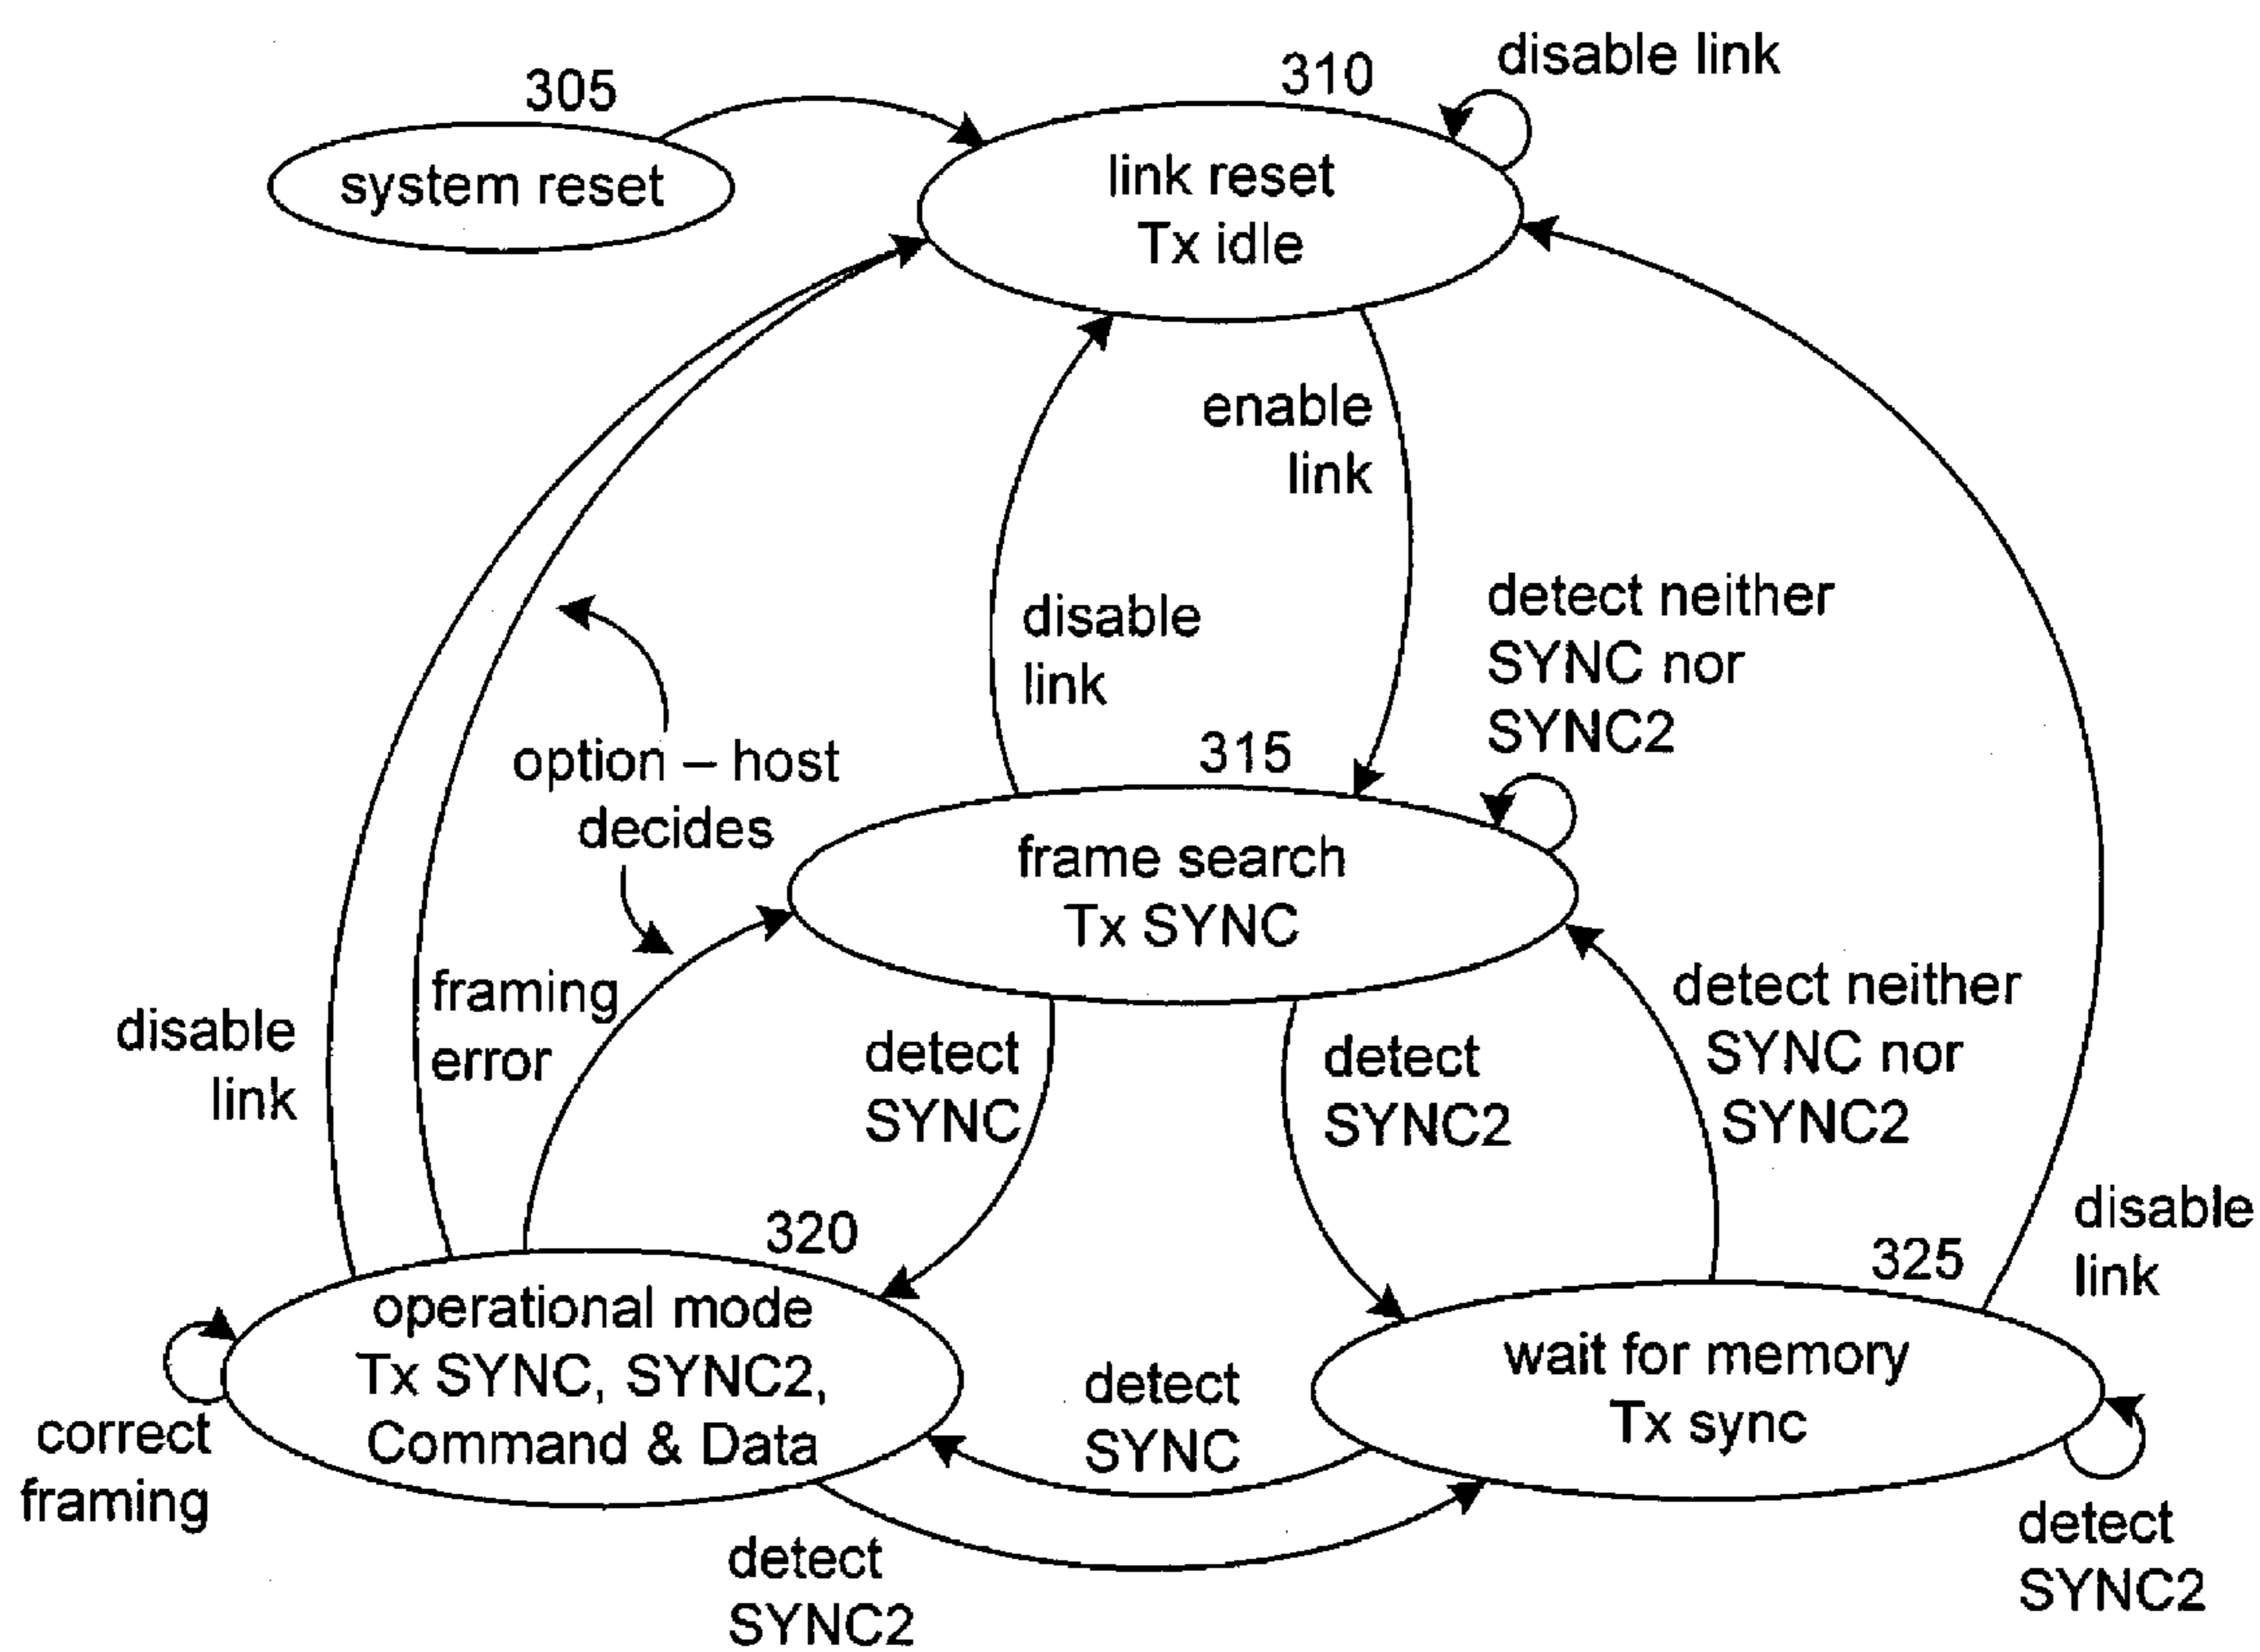 305
310
disable link
system reset
link reset
Tx idle
enable
link
disable
link
detect neither
SYNC nor
SYNC2
option – host
decides
315
frame search
Tx SYNC
framing
error
disable
link
detect
SYNC
detect
SYNC2
detect neither
SYNC nor
SYNC2
disable
link
320
325
operational mode
Tx SYNC, SYNC2,
Command & Data
wait for memory
Tx sync
detect
SYNC
correct
framing
detect
SYNC2
detect
SYNC2